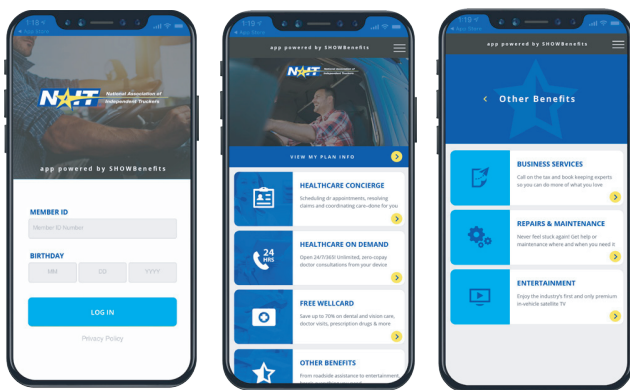 1:18
App Store
NAIT
National Association of
Independent Truckers
app powered by SHOWBenefits
MEMBER ID
Member ID Number
BIRTHDAY
MM DD YYYY
LOG IN
Privacy Policy
1:19
App Store
app powered by SHOWBenefits
NAIT
National Association of
Independent Truckers
VIEW MY PLAN INFO
HEALTHCARE CONCIERGE
Scheduling dr appointments, resolving
claims and coordinating care–done for you
24
HRS
HEALTHCARE ON DEMAND
Open 24/7/365! Unlimited, zero-copay
doctor consultations from your device
FREE WELLCARD
Save up to 70% on dental and vision care,
doctor visits, prescription drugs & more
OTHER BENEFITS
From roadside assistance to entertainment,
1:19
App Store
app powered by SHOWBenefits
Other Benefits
BUSINESS SERVICES
Call on the tax and book keeping experts
so you can do more of what you love
REPAIRS & MAINTENANCE
Never feel stuck again! Get help or
maintenance where and when you need it
ENTERTAINMENT
Enjoy the industry's first and only premium
in-vehicle satellite TV